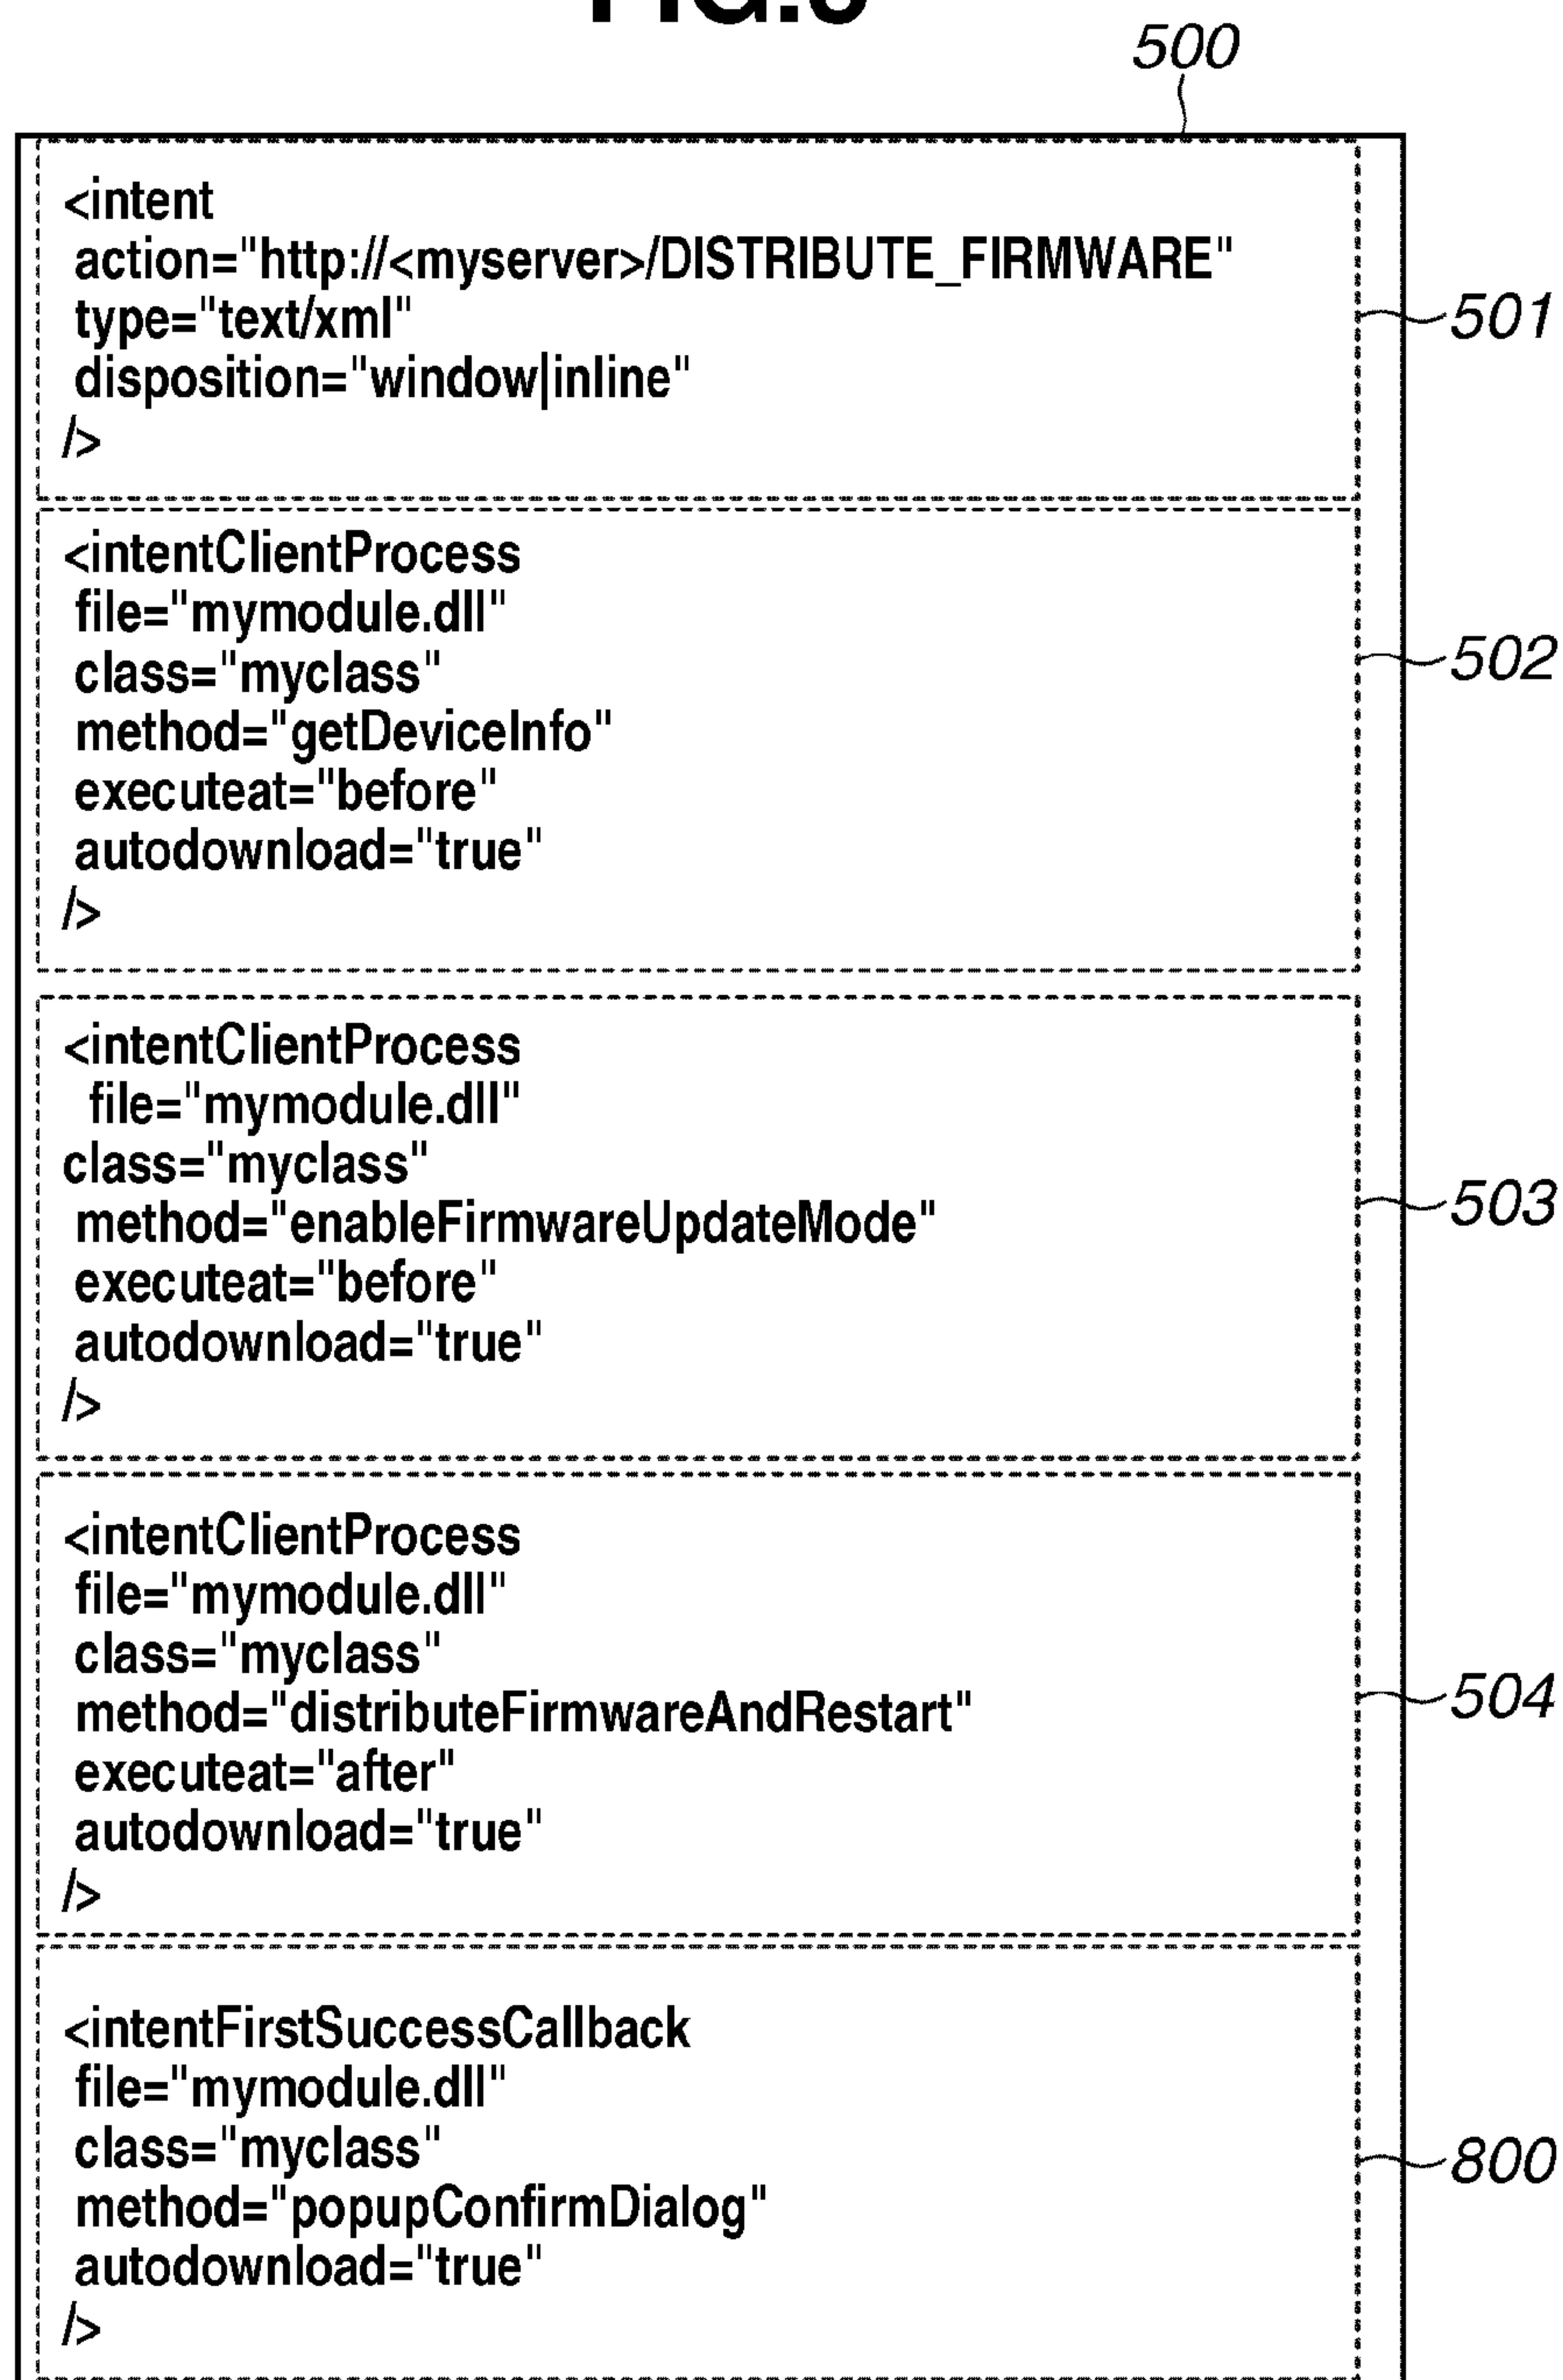 500
<intent
action="http://<myserver>/DISTRIBUTE_FIRMWARE"
type="text/xml"
disposition="window|inline"
/>
501
<intentClientProcess
file="mymodule.dll"
class="myclass"
method="getDeviceInfo"
executeat="before"
autodownload="true"
/>
502
<intentClientProcess
file="mymodule.dll"
class="myclass"
method="enableFirmwareUpdateMode"
executeat="before"
autodownload="true"
/>
503
<intentClientProcess
file="mymodule.dll"
class="myclass"
method="distributeFirmwareAndRestart"
executeat="after"
autodownload="true"
/>
504
<intentFirstSuccessCallback
file="mymodule.dll"
class="myclass"
method="popupConfirmDialog"
autodownload="true"
/>
800